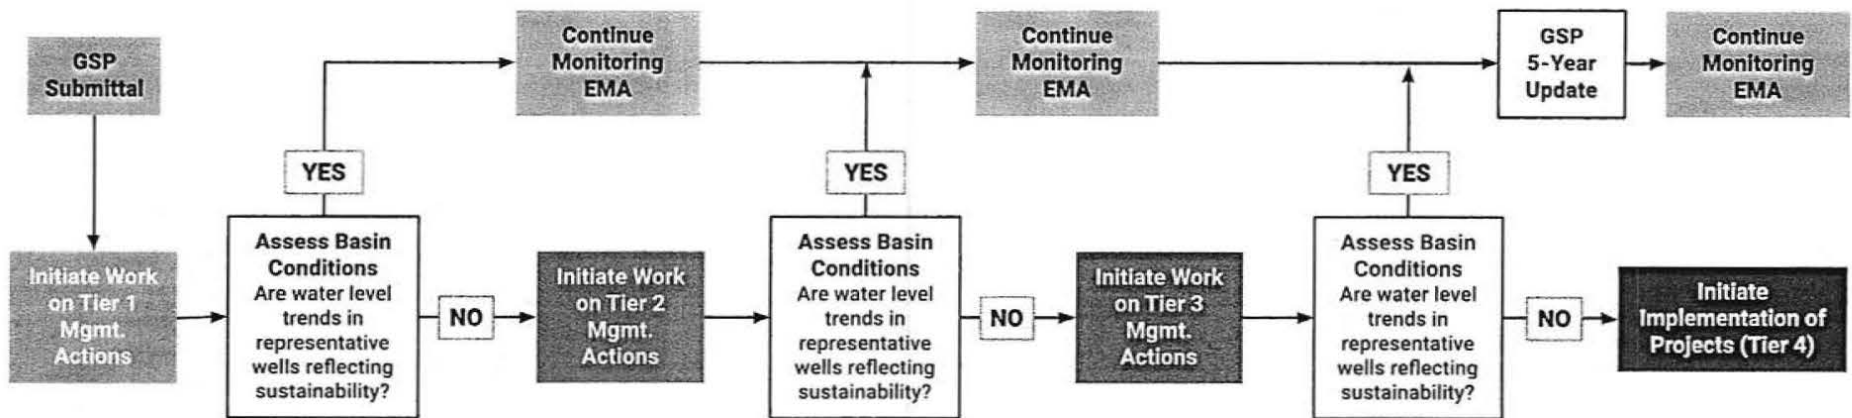 GSP
Submittal
Continue
Monitoring
EMA
Continue
Monitoring
EMA
GSP
5-Year
Update
Continue
Monitoring
EMA
YES
YES
YES
Initiate Work
on Tier 1
Mgmt.
Actions
Assess Basin
Conditions
Are water level
trends in
representative
wells reflecting
sustainability?
NO
Initiate Work
on Tier 2
Mgmt.
Actions
Assess Basin
Conditions
Are water level
trends in
representative
wells reflecting
sustainability?
NO
Initiate Work
on Tier 3
Mgmt.
Actions
Assess Basin
Conditions
Are water level
trends in
representative
wells reflecting
sustainability?
NO
Initiate
Implementation of
Projects (Tier 4)